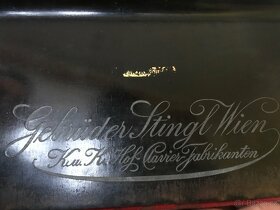 Gebrüder Stingl Wien
K.u.K. Hof-Clavier-Fabrikanten